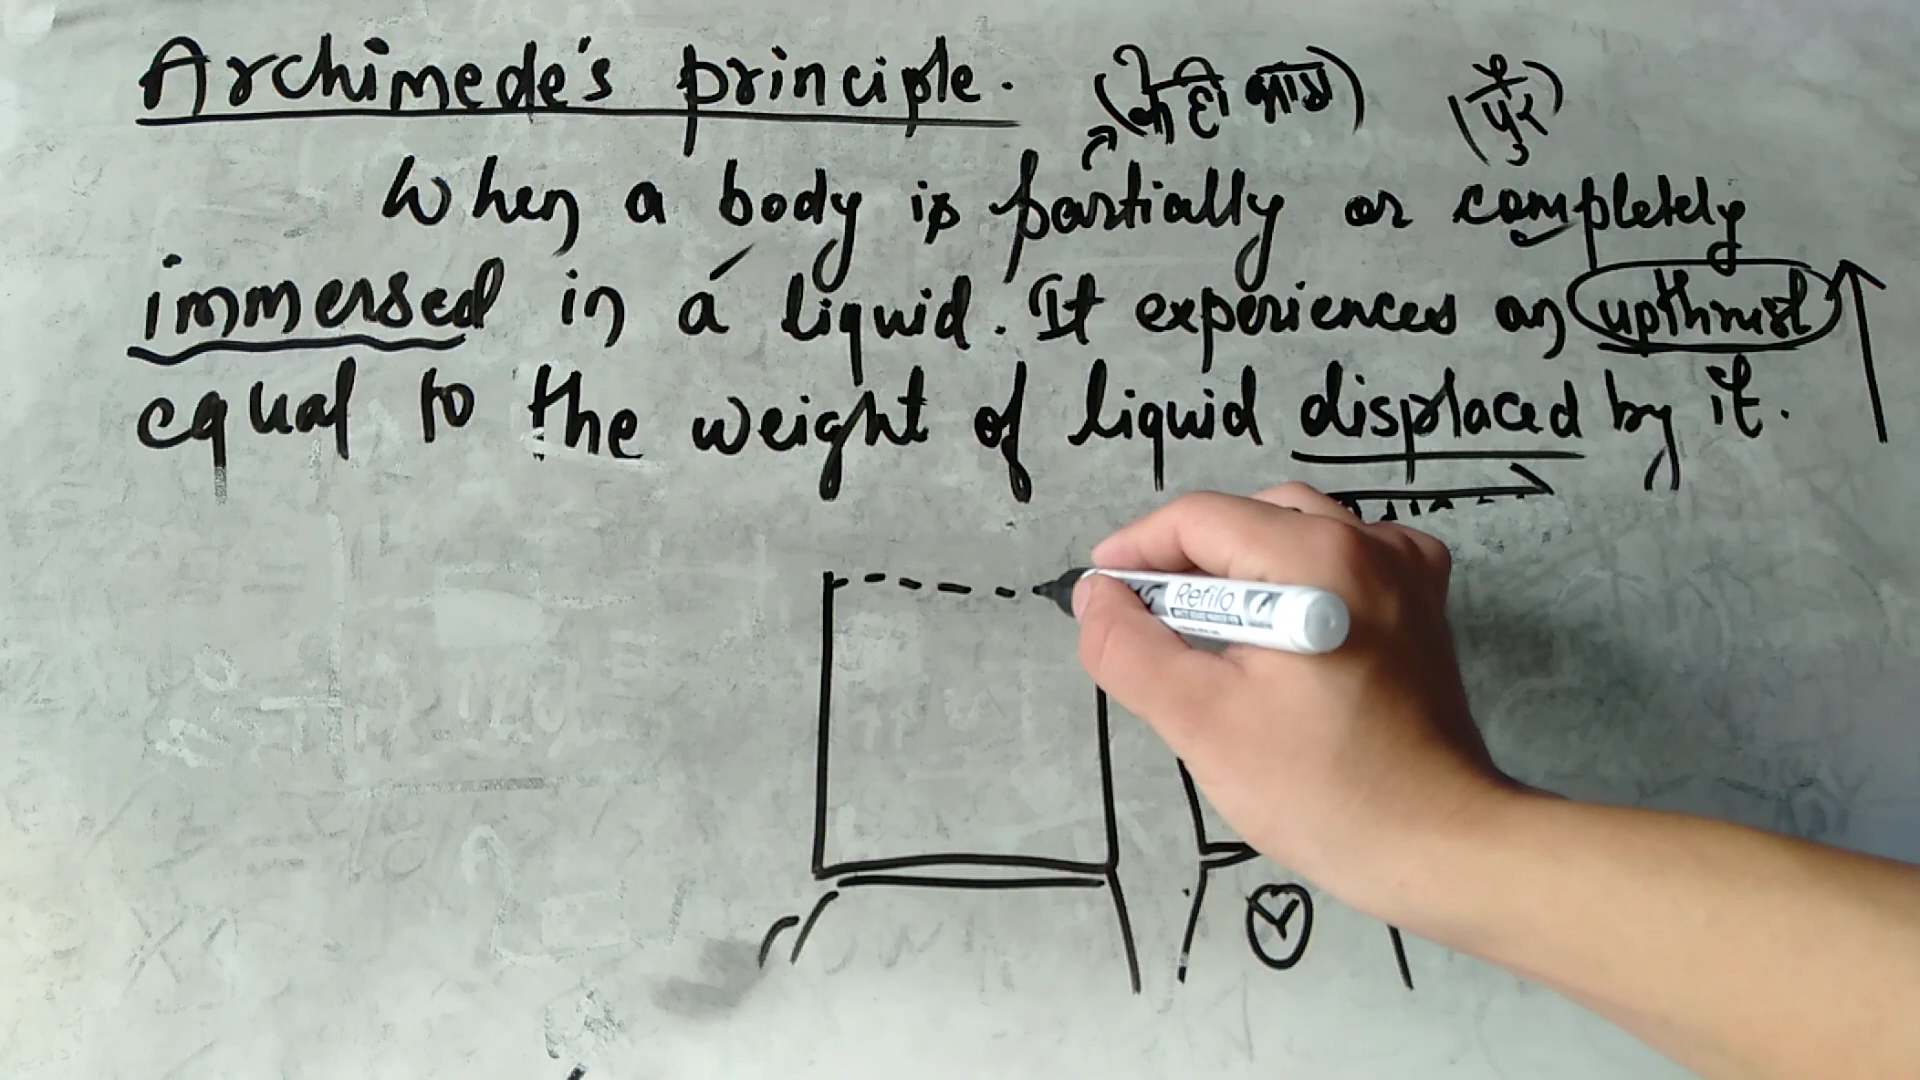 Archimede's principle.
When a body is partially or completely
immersed in a liquid. It experiences an upthrust
equal to the weight of liquid displaced by it.
Refilo